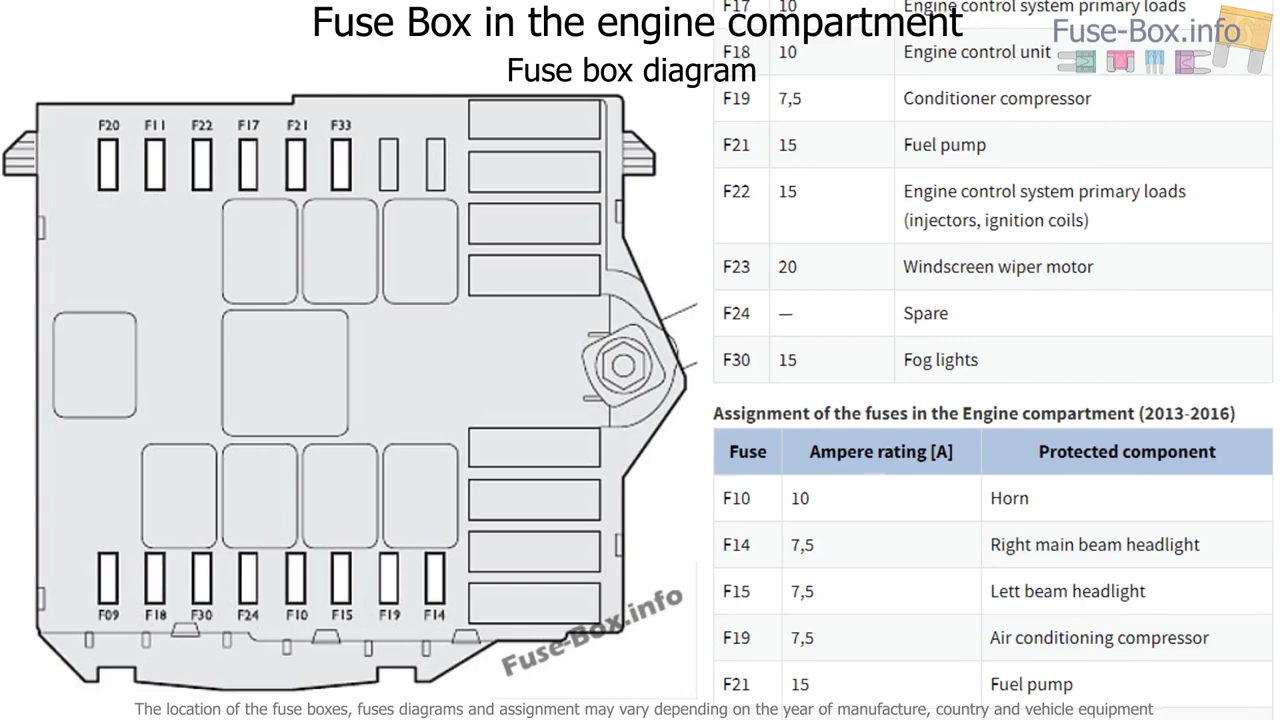 Fuse Box in the engine compartment
Fuse box diagram
Fuse-Box.info
F20 F11 F22 F17 F21 F33
F09 F18 F30 F24 F10 F15 F19 F14
Fuse-Box.info
F17 10 Engine control system primary loads
F18 10 Engine control unit
F19 7,5 Conditioner compressor
F21 15 Fuel pump
F22 15 Engine control system primary loads
(injectors, ignition coils)
F23 20 Windscreen wiper motor
F24 — Spare
F30 15 Fog lights
Assignment of the fuses in the Engine compartment (2013-2016)
Fuse Ampere rating [A] Protected component
F10 10 Horn
F14 7,5 Right main beam headlight
F15 7,5 Lett beam headlight
F19 7,5 Air conditioning compressor
F21 15 Fuel pump
The location of the fuse boxes, fuses diagrams and assignment may vary depending on the year of manufacture, country and vehicle equipment